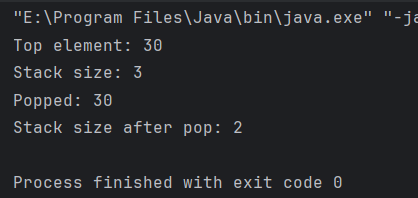 "E:\Program Files\Java\bin\java.exe" "-ja
Top element: 30
Stack size: 3
Popped: 30
Stack size after pop: 2
Process finished with exit code 0